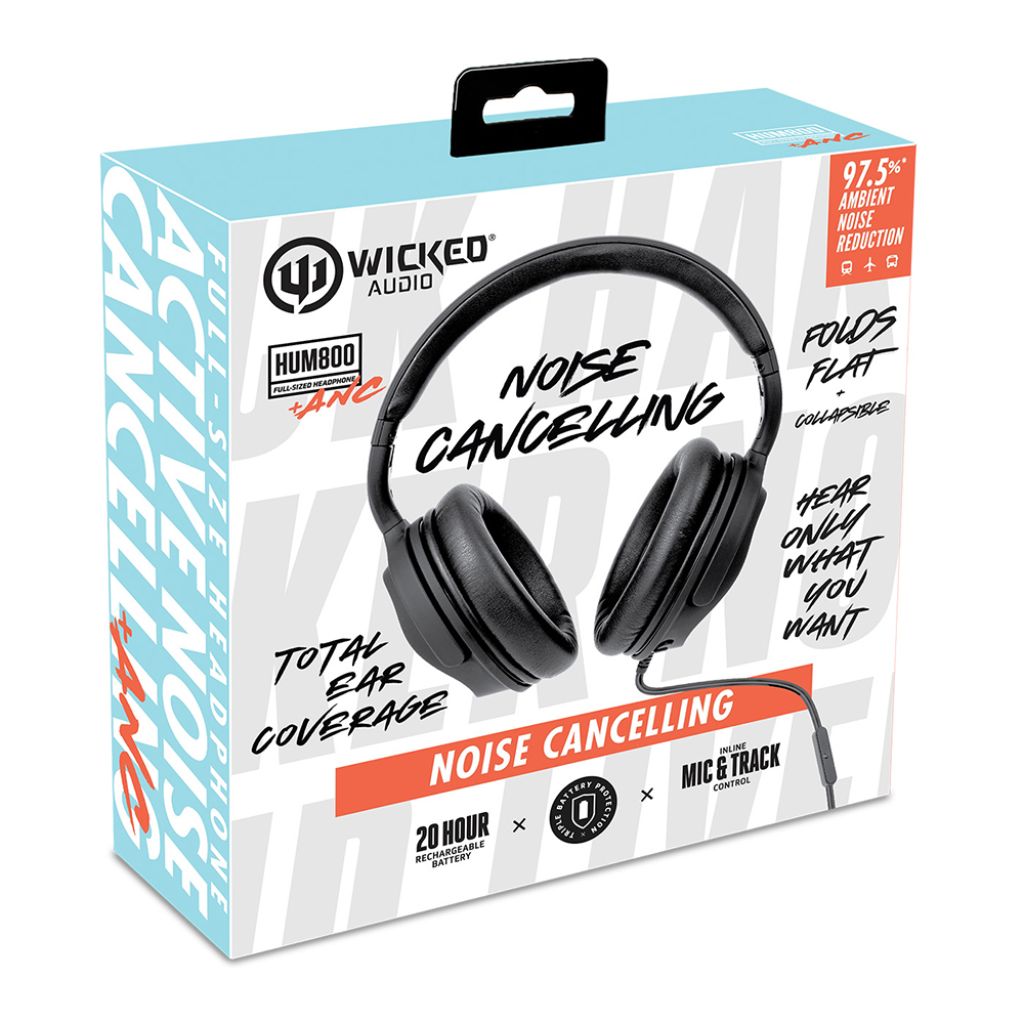 HUM800
+ANC
97.5%*
AMBIENT
NOISE
REDUCTION
WICKED®
AUDIO
HUM800
FULL-SIZED HEADPHONE
+ANC
NOISE
CANCELLING
FOLDS
FLAT
+
COLLAPSIBLE
HEAR
ONLY
WHAT
YOU
WANT
TOTAL
EAR
COVERAGE
NOISE CANCELLING
20 HOUR
RECHARGEABLE
BATTERY
×
TRIPLE BATTERY PROTECTION ×
×
INLINE
MIC & TRACK
CONTROL
FULL-SIZE HEADPHONE
ACTIVE NOISE
CANCELLING
+ANC